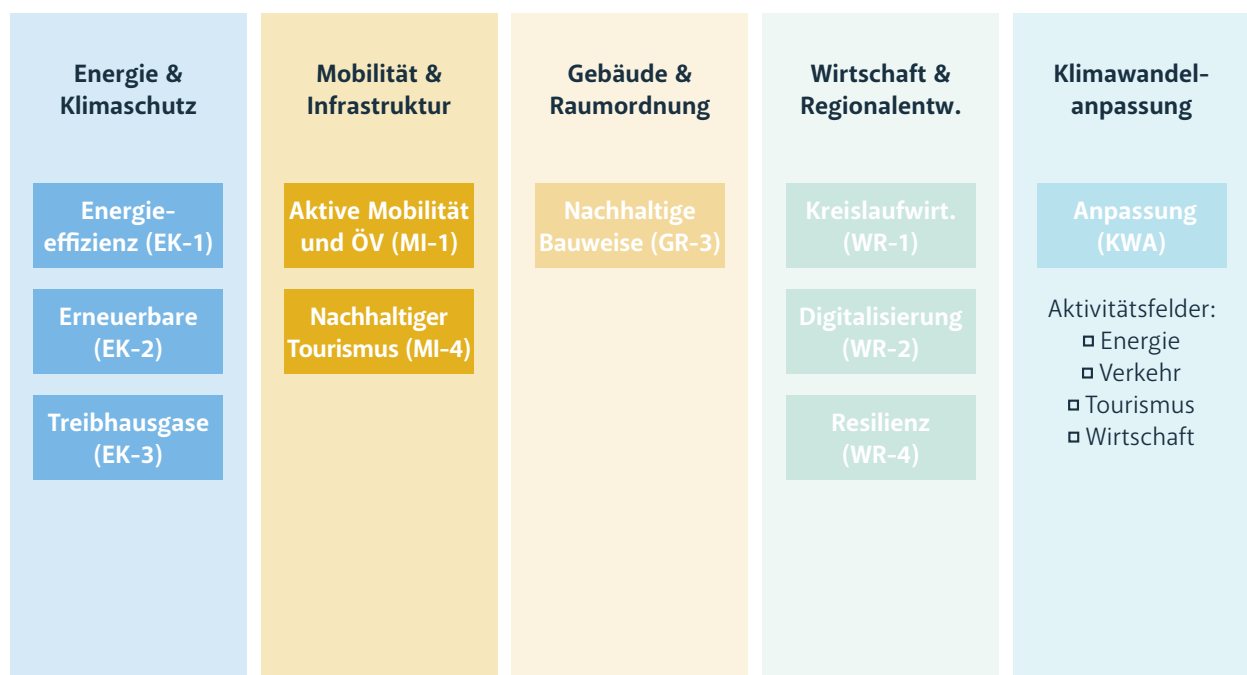 Energie &
Klimaschutz
Energie-
effizienz (EK-1)
Erneuerbare
(EK-2)
Treibhausgase
(EK-3)
Mobilität &
Infrastruktur
Aktive Mobilität
und ÖV (MI-1)
Nachhaltiger
Tourismus (MI-4)
Gebäude &
Raumordnung
Nachhaltige
Bauweise (GR-3)
Wirtschaft &
Regionalentw.
Kreislaufwirt.
(WR-1)
Digitalisierung
(WR-2)
Resilienz
(WR-4)
Klimawandel-
anpassung
Anpassung
(KWA)
Aktivitätsfelder:
Energie
Verkehr
Tourismus
Wirtschaft